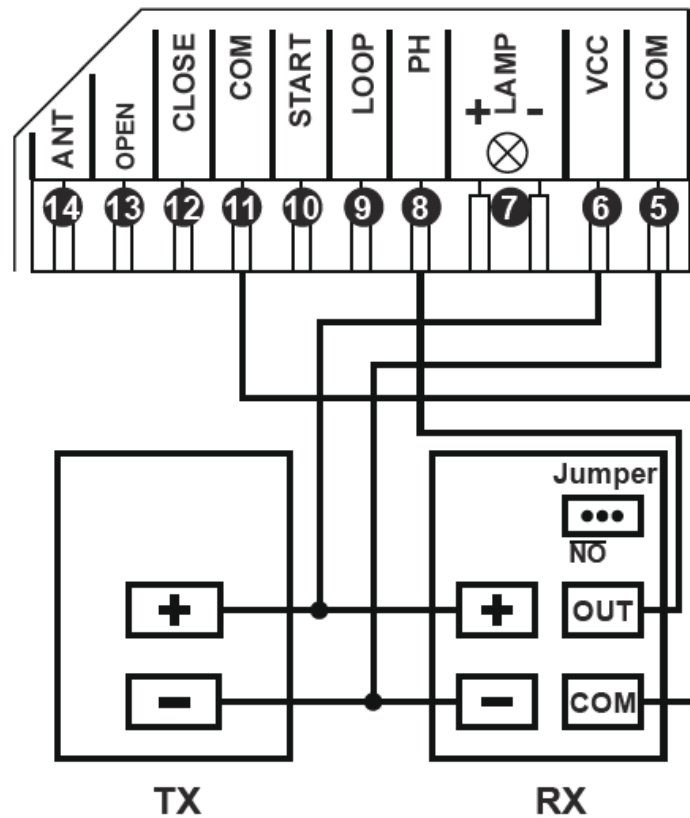 ANT
OPEN
CLOSE
COM
START
LOOP
PH
+ LAMP -
VCC
COM
14 13 12 11 10 9 8 7 6 5
Jumper
NO
+ + OUT
- - COM
TX RX